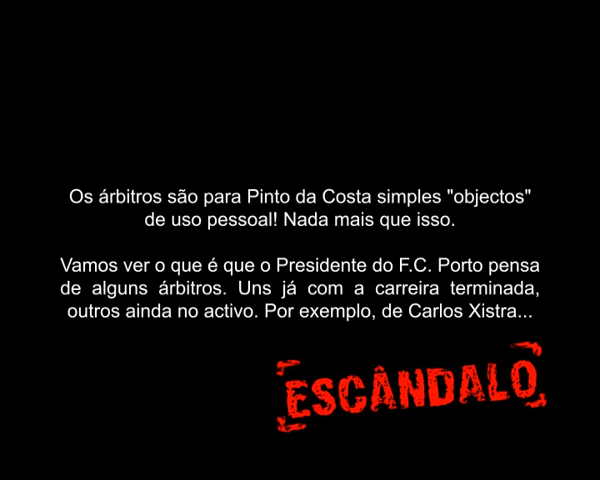 Os árbitros são para Pinto da Costa simples "objectos"
de uso pessoal! Nada mais que isso.
Vamos ver o que é que o Presidente do F.C. Porto pensa
de alguns árbitros. Uns já com a carreira terminada,
outros ainda no activo. Por exemplo, de Carlos Xistra...
ESCÂNDALO